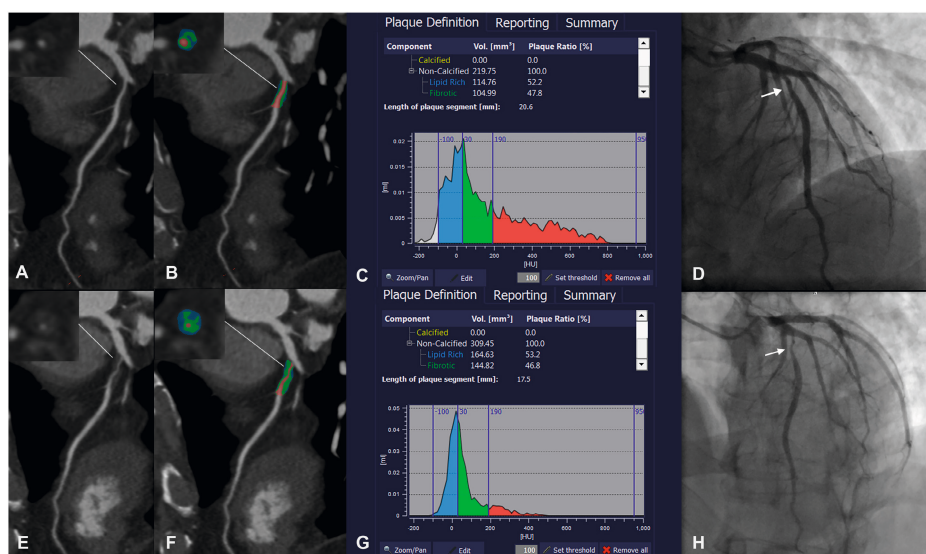 Plaque Definition Reporting Summary
Component Vol. [mm³] Plaque Ratio [%]
Calcified 0.00 0.0
Non-Calcified 219.75 100.0
Lipid Rich 114.76 52.2
Fibrotic 104.99 47.8
Length of plaque segment [mm]: 20.6
-100 30 190 950
0.02
0.015
0.01
0.005
0
[ml]
-200 0 200 400 600 800 1,000
[HU]
Zoom/Pan Edit 100 Set threshold Remove all
A B C D
Plaque Definition Reporting Summary
Component Vol. [mm³] Plaque Ratio [%]
Calcified 0.00 0.0
Non-Calcified 309.45 100.0
Lipid Rich 164.63 53.2
Fibrotic 144.82 46.8
Length of plaque segment [mm]: 17.5
-100 30 190 950
0.05
0.04
0.03
0.02
0.01
0
[ml]
-200 0 200 400 600 800 1,000
[HU]
Zoom/Pan Edit 100 Set threshold Remove all
E F G H